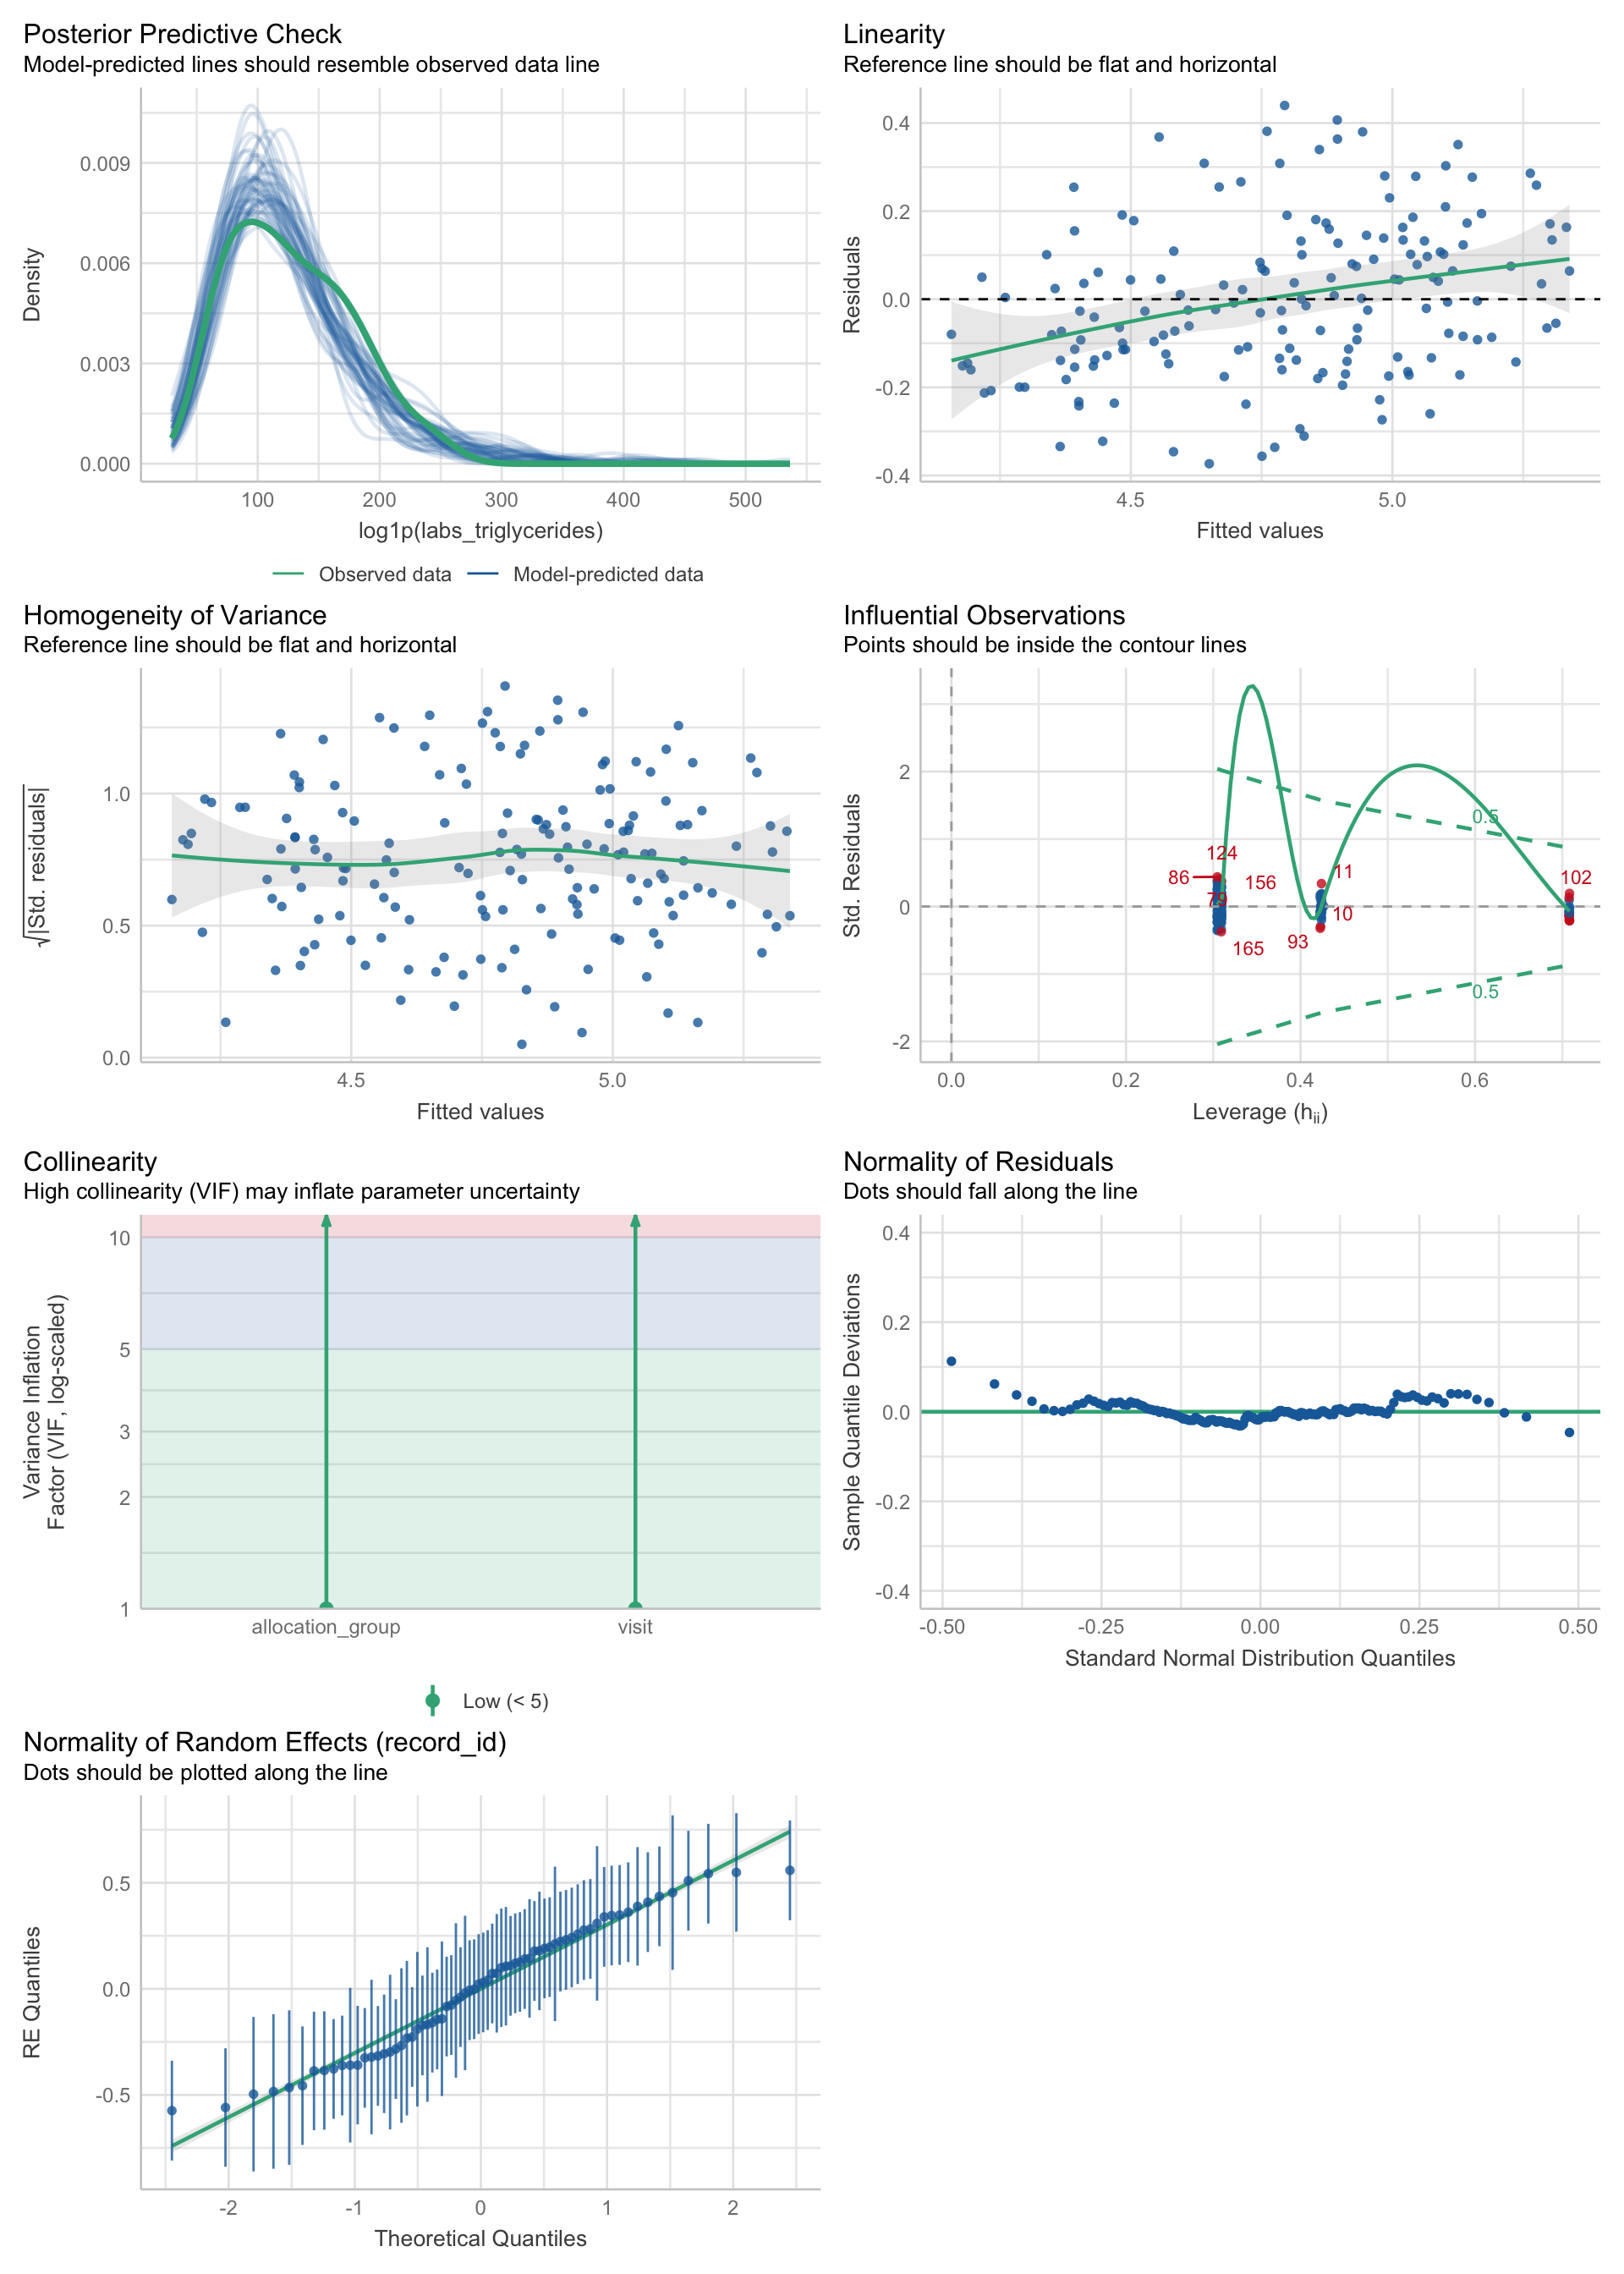 Posterior Predictive Check
Model-predicted lines should resemble observed data line
Density
0.009
0.006
0.003
0.000
100 200 300 400 500
log1p(labs_triglycerides)
Observed data Model-predicted data
Linearity
Reference line should be flat and horizontal
Residuals
0.4
0.2
0.0
-0.2
-0.4
4.5 5.0
Fitted values
Homogeneity of Variance
Reference line should be flat and horizontal
√|Std. residuals|
1.0
0.5
0.0
4.5 5.0
Fitted values
Influential Observations
Points should be inside the contour lines
Std. Residuals
2
0
-2
0.5
124
86
156
79
11
102
10
165
93
0.5
0.0 0.2 0.4 0.6
Leverage (hii)
Collinearity
High collinearity (VIF) may inflate parameter uncertainty
Variance Inflation
Factor (VIF, log-scaled)
10
5
3
2
1
allocation_group visit
Low (< 5)
Normality of Residuals
Dots should fall along the line
Sample Quantile Deviations
0.4
0.2
0.0
-0.2
-0.4
-0.50 -0.25 0.00 0.25 0.50
Standard Normal Distribution Quantiles
Normality of Random Effects (record_id)
Dots should be plotted along the line
RE Quantiles
0.5
0.0
-0.5
-2 -1 0 1 2
Theoretical Quantiles